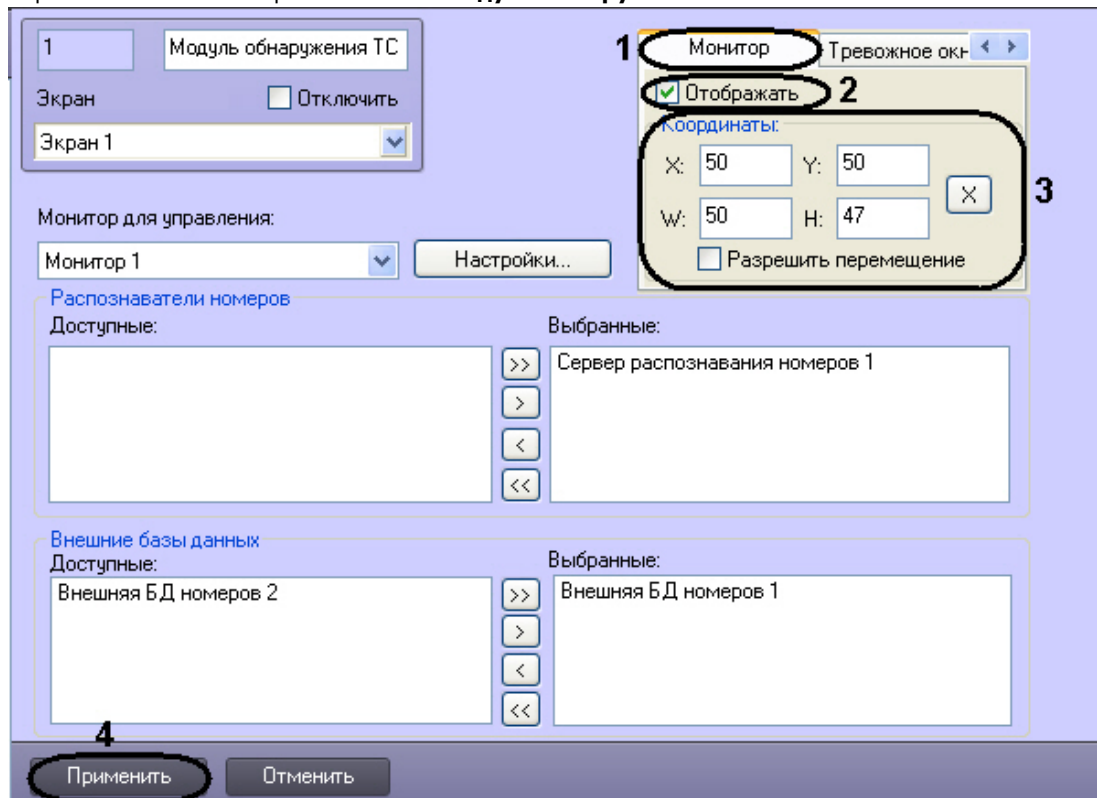 1 Модуль обнаружения ТС
Экран Отключить
Экран 1
1 Монитор Тревожное окн
Отображать 2
Координаты:
X: 50 Y: 50
X 3
W: 50 H: 47
Разрешить перемещение
Монитор для управления:
Монитор 1 Настройки...
Распознаватели номеров
Доступные: Выбранные:
Сервер распознавания номеров 1
>>
>
<
<<
Внешние базы данных
Доступные: Выбранные:
Внешняя БД номеров 2 Внешняя БД номеров 1
>>
>
<
<<
4
Применить Отменить